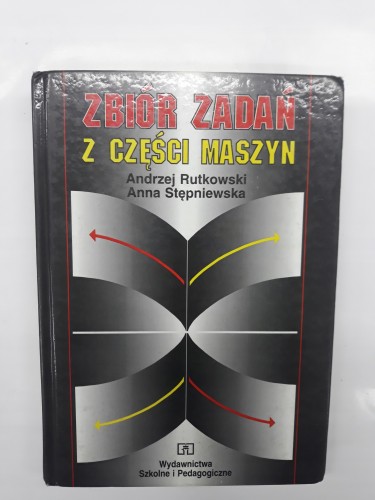 ZBIÓR ZADAŃ
Z CZĘŚCI MASZYN
Andrzej Rutkowski
Anna Stępniewska
Wydawnictwa
Szkolne i Pedagogiczne